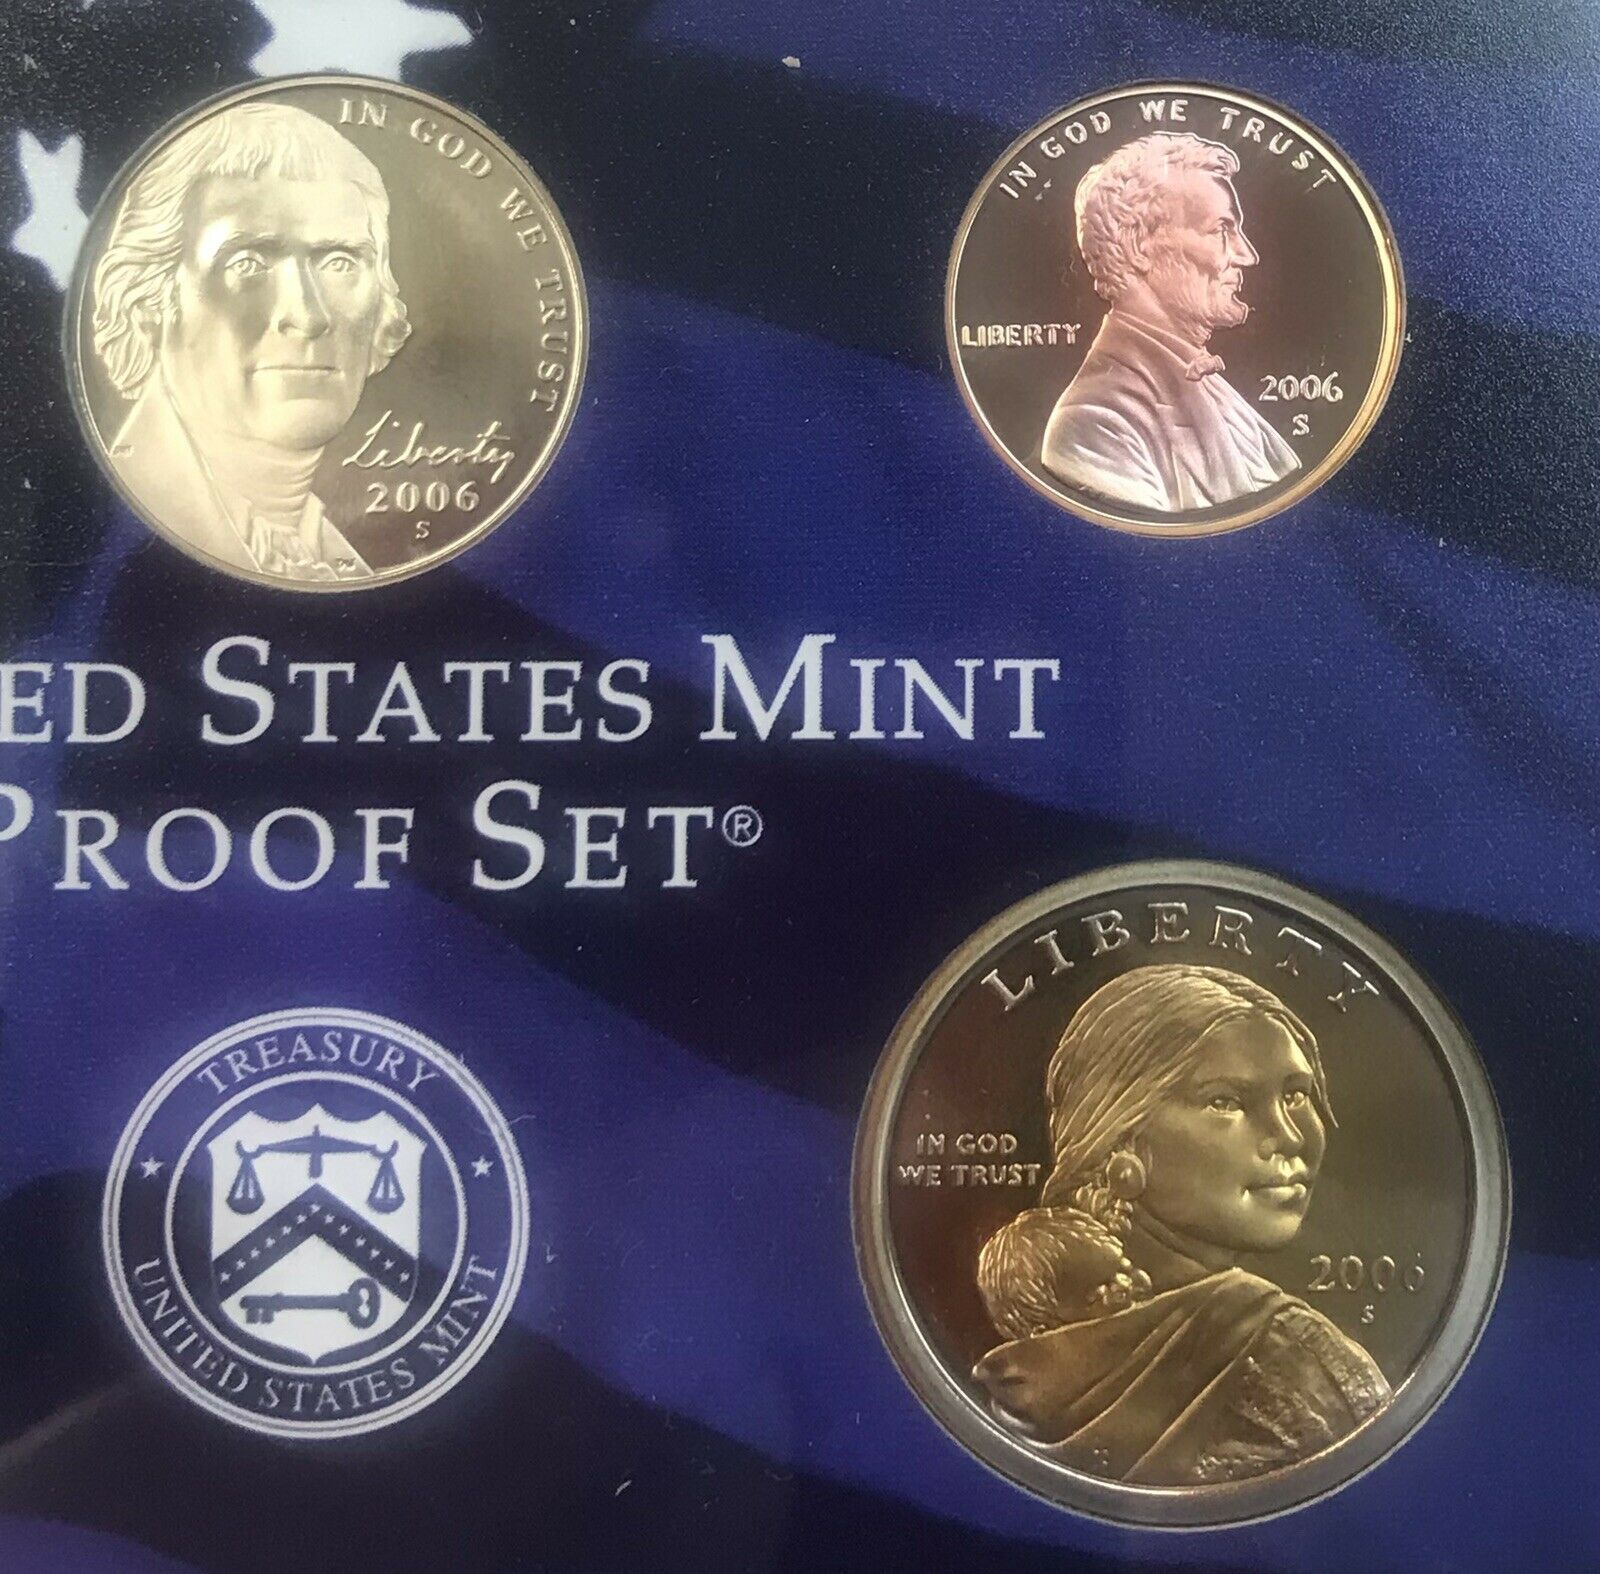 IN GOD WE TRUST
Liberty
2006
S
IN GOD WE TRUST
LIBERTY
2006
S
ED STATES MINT
PROOF SET®
TREASURY
UNITED STATES MINT
LIBERTY
IN GOD
WE TRUST
2006
S